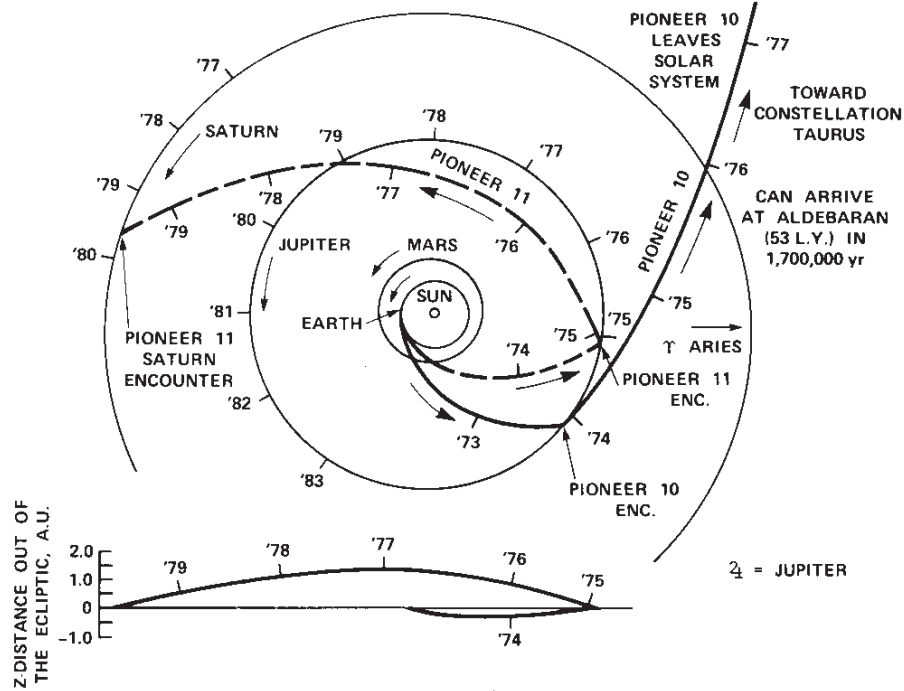 PIONEER 10
LEAVES
SOLAR
SYSTEM
'77
TOWARD
CONSTELLATION
TAURUS
'76
CAN ARRIVE
AT ALDEBARAN
(53 L.Y.) IN
1,700,000 yr
PIONEER 10
'75
♈ ARIES
'77
'78
SATURN
'79
'80
'79
'78
'77
PIONEER 11
'76
'75
'79
'78
'77
'76
'75
'80
JUPITER
'81
'82
'83
MARS
SUN
EARTH
'74
'73
'74
PIONEER 11
SATURN
ENCOUNTER
PIONEER 11
ENC.
PIONEER 10
ENC.
Z-DISTANCE OUT OF
THE ECLIPTIC, A.U.
2.0
1.0
0
-1.0
'79
'78
'77
'76
'75
'74
♃ = JUPITER